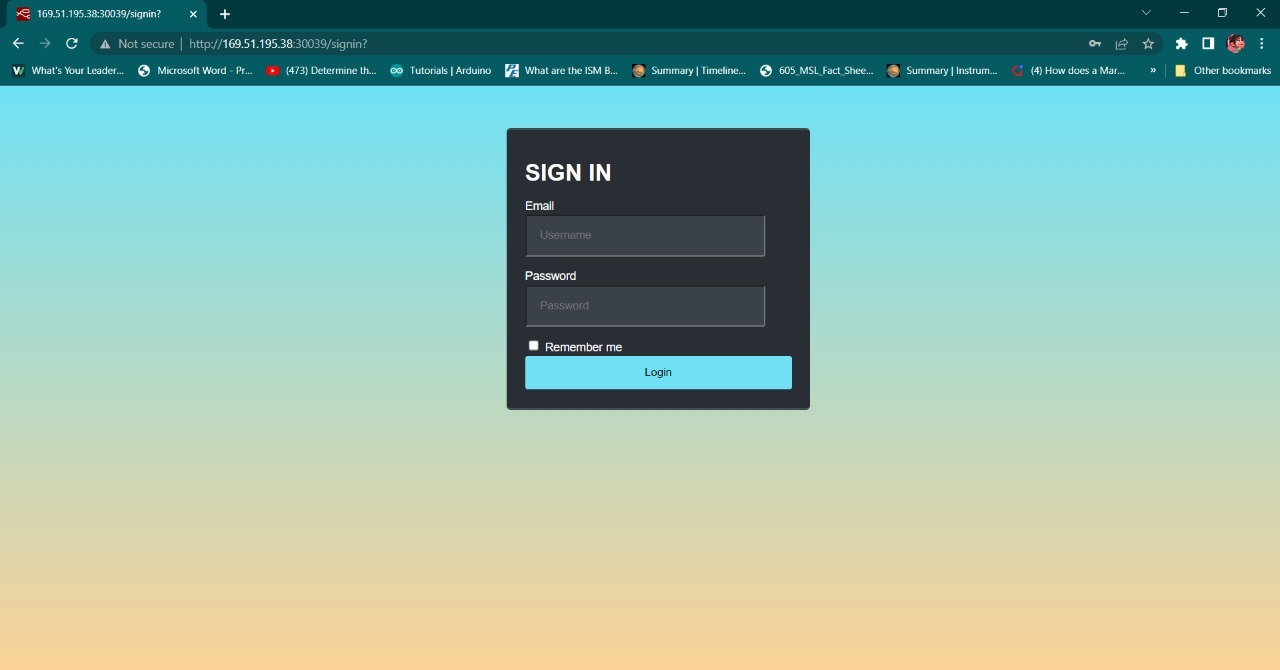 169.51.195.38:30039/signin?
Not secure | http://169.51.195.38:30039/signin?
What's Your Leader... Microsoft Word - Pr... (473) Determine th... Tutorials | Arduino What are the ISM B... Summary | Timeline... 605_MSL_Fact_Shee... Summary | Instrum... (4) How does a Mar... » Other bookmarks
SIGN IN
Email
Username
Password
Password
Remember me
Login